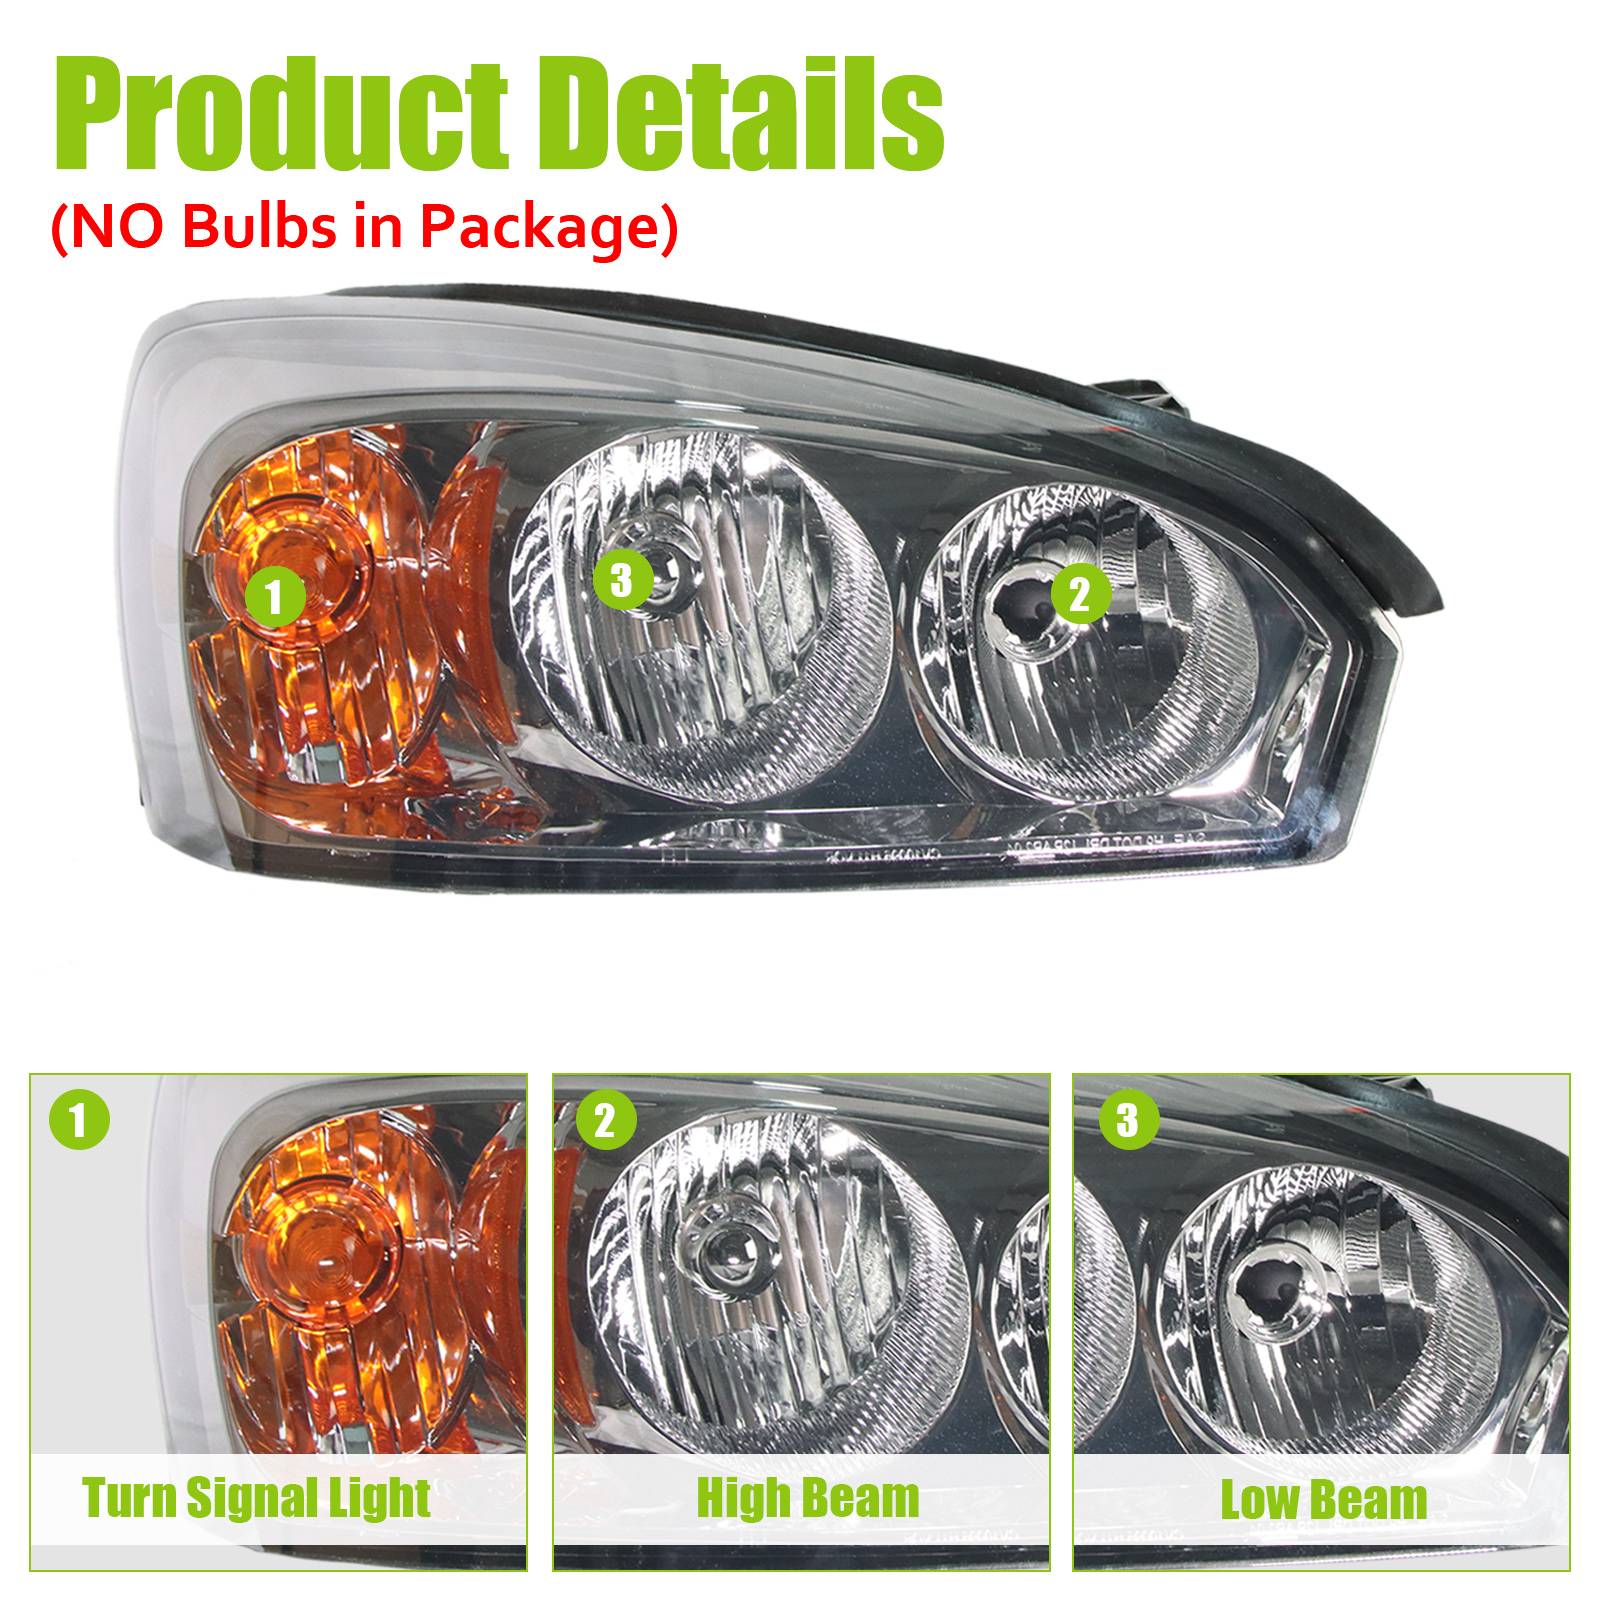 Product Details
(NO Bulbs in Package)
1
3
2
1
2
3
Turn Signal Light
High Beam
Low Beam